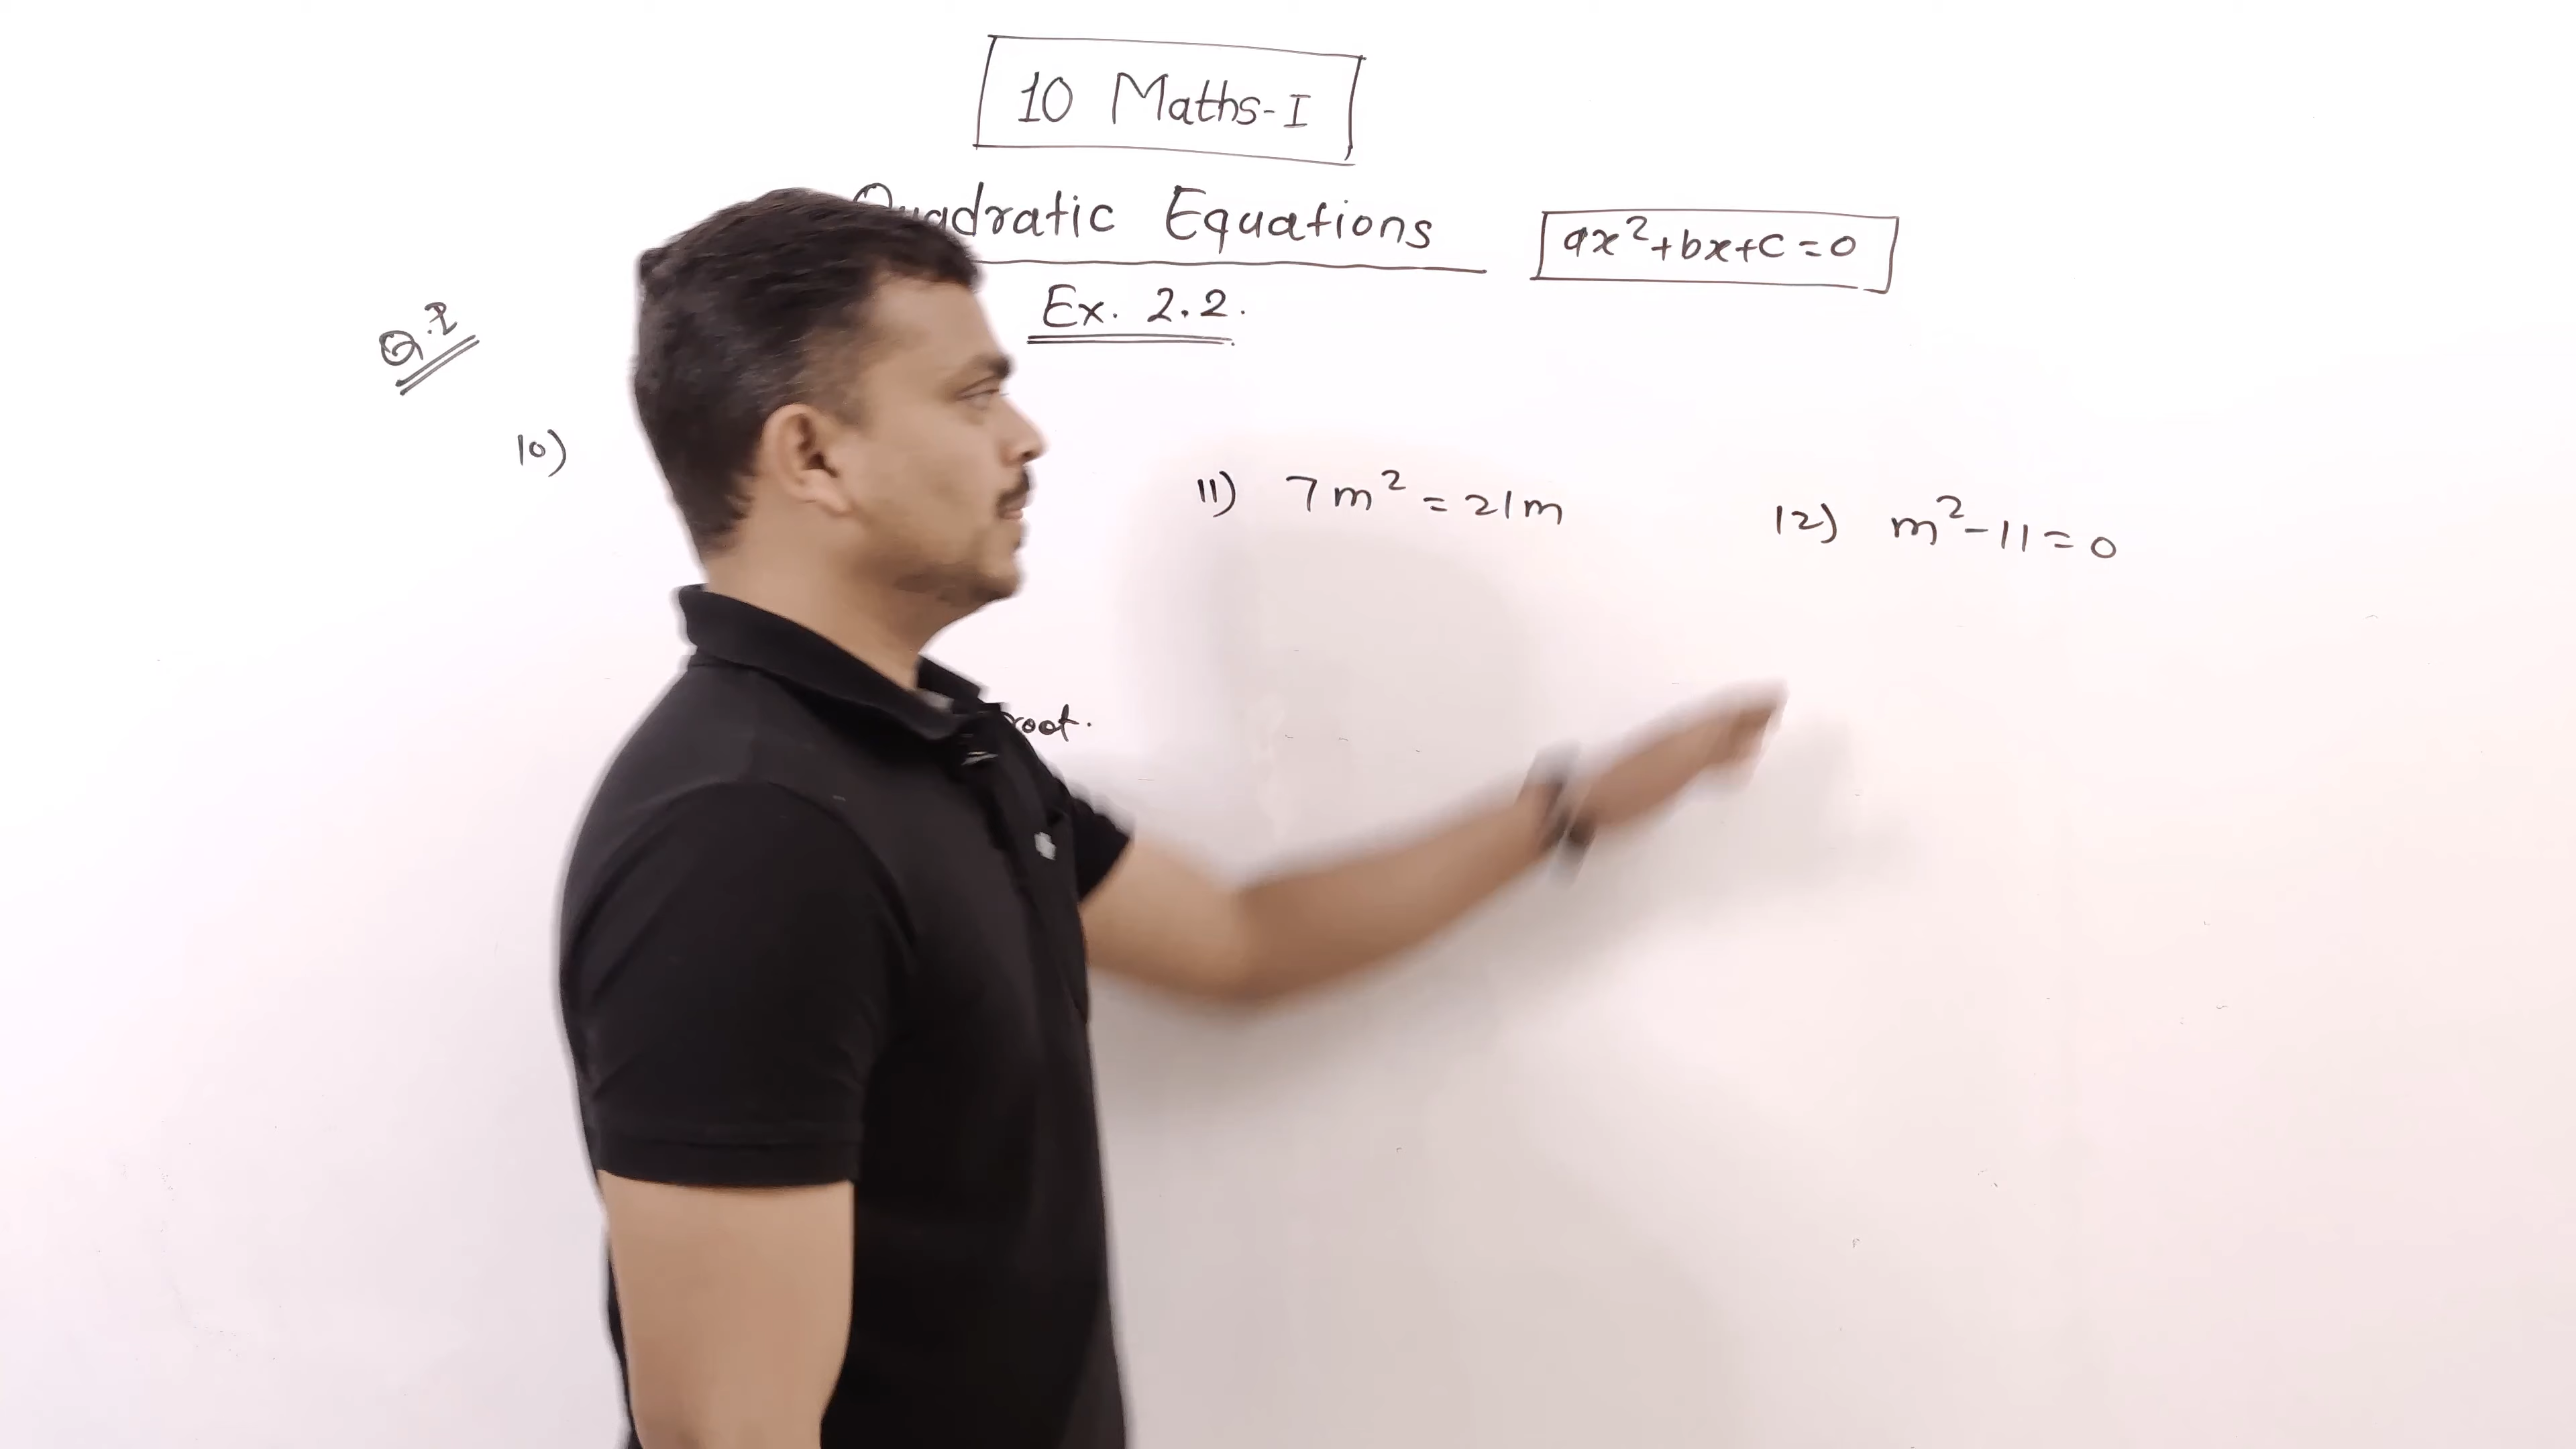 10 Maths-I
Quadratic Equations
ax²+bx+c=0
Ex. 2.2.
10)
11) 7m² = 21m
12) m²-11=0
root.